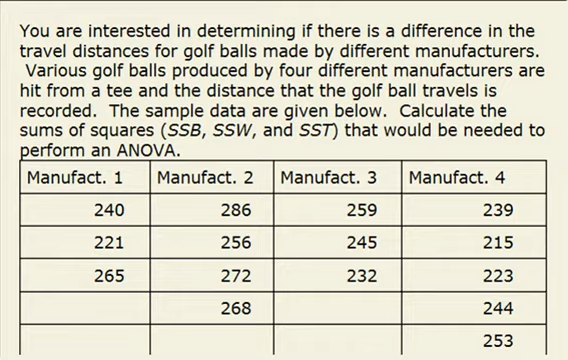 You are interested in determining if there is a difference in the
travel distances for golf balls made by different manufacturers.
Various golf balls produced by four different manufacturers are
hit from a tee and the distance that the golf ball travels is
recorded. The sample data are given below. Calculate the
sums of squares (SSB, SSW, and SST) that would be needed to
perform an ANOVA.
Manufact. 1 Manufact. 2 Manufact. 3 Manufact. 4
240 286 259 239
221 256 245 215
265 272 232 223
268 244
253